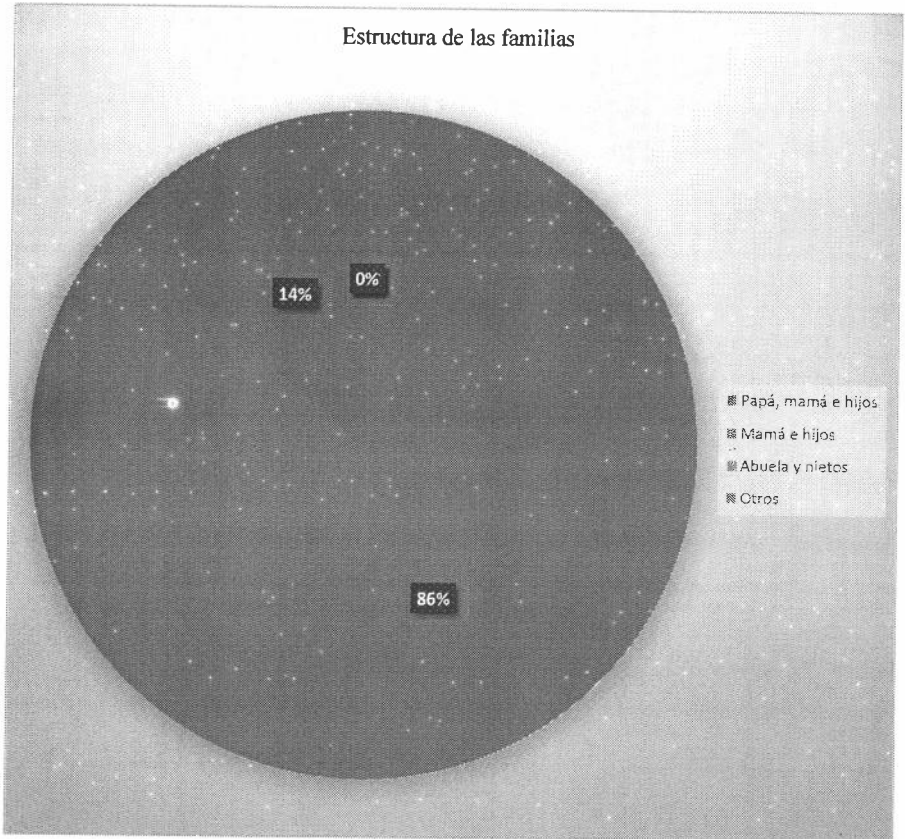 Estructura de las familias
0%
14%
86%
Papá, mamá e hijos
Mamá e hijos
Abuela y nietos
Otros